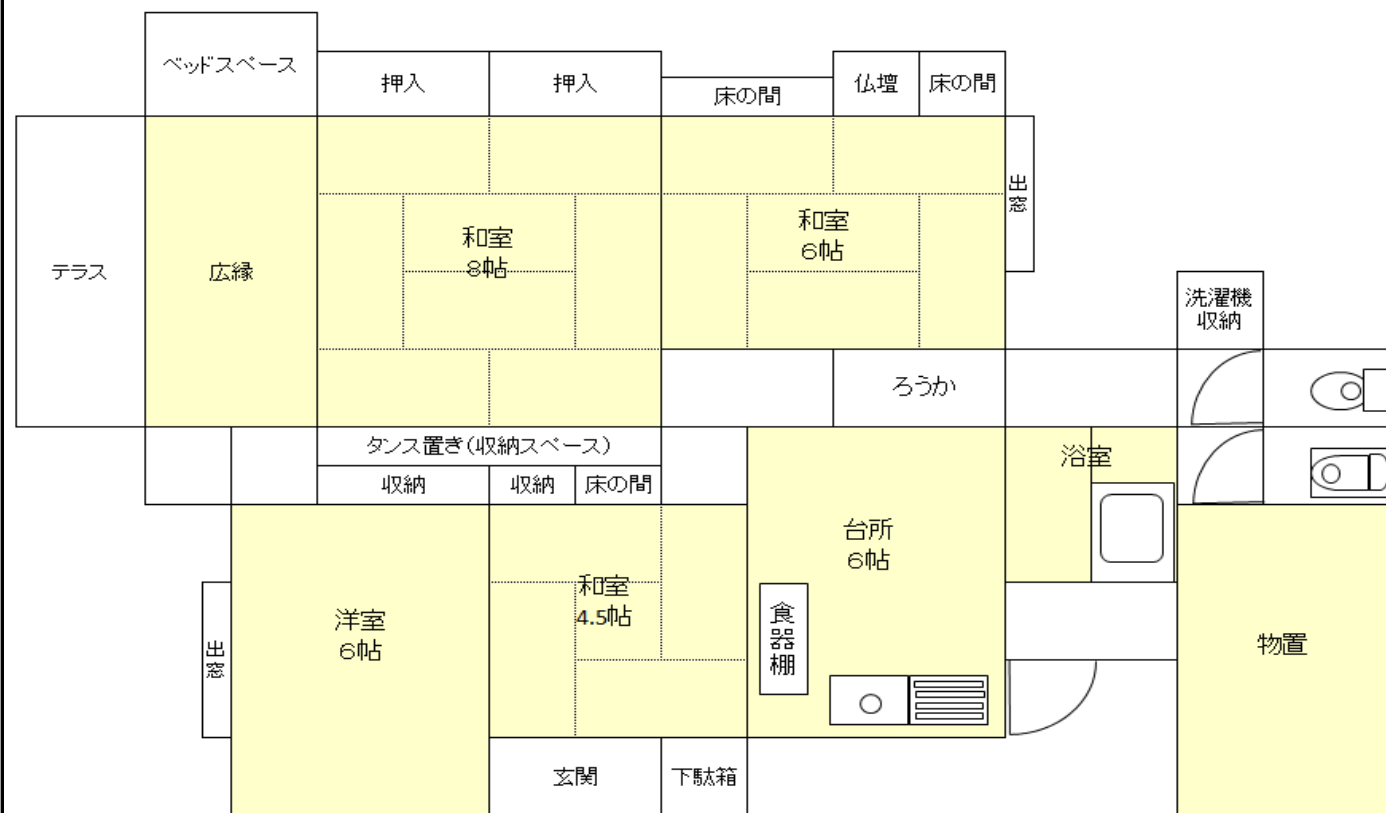 ベッドスペース
押入
押入
床の間
仏壇
床の間
出窓
テラス
広縁
和室
8帖
和室
6帖
洗濯機
収納
ろうか
タンス置き(収納スペース)
収納
収納
床の間
浴室
台所
6帖
和室
4.5帖
洋室
6帖
出窓
食器棚
物置
玄関
下駄箱